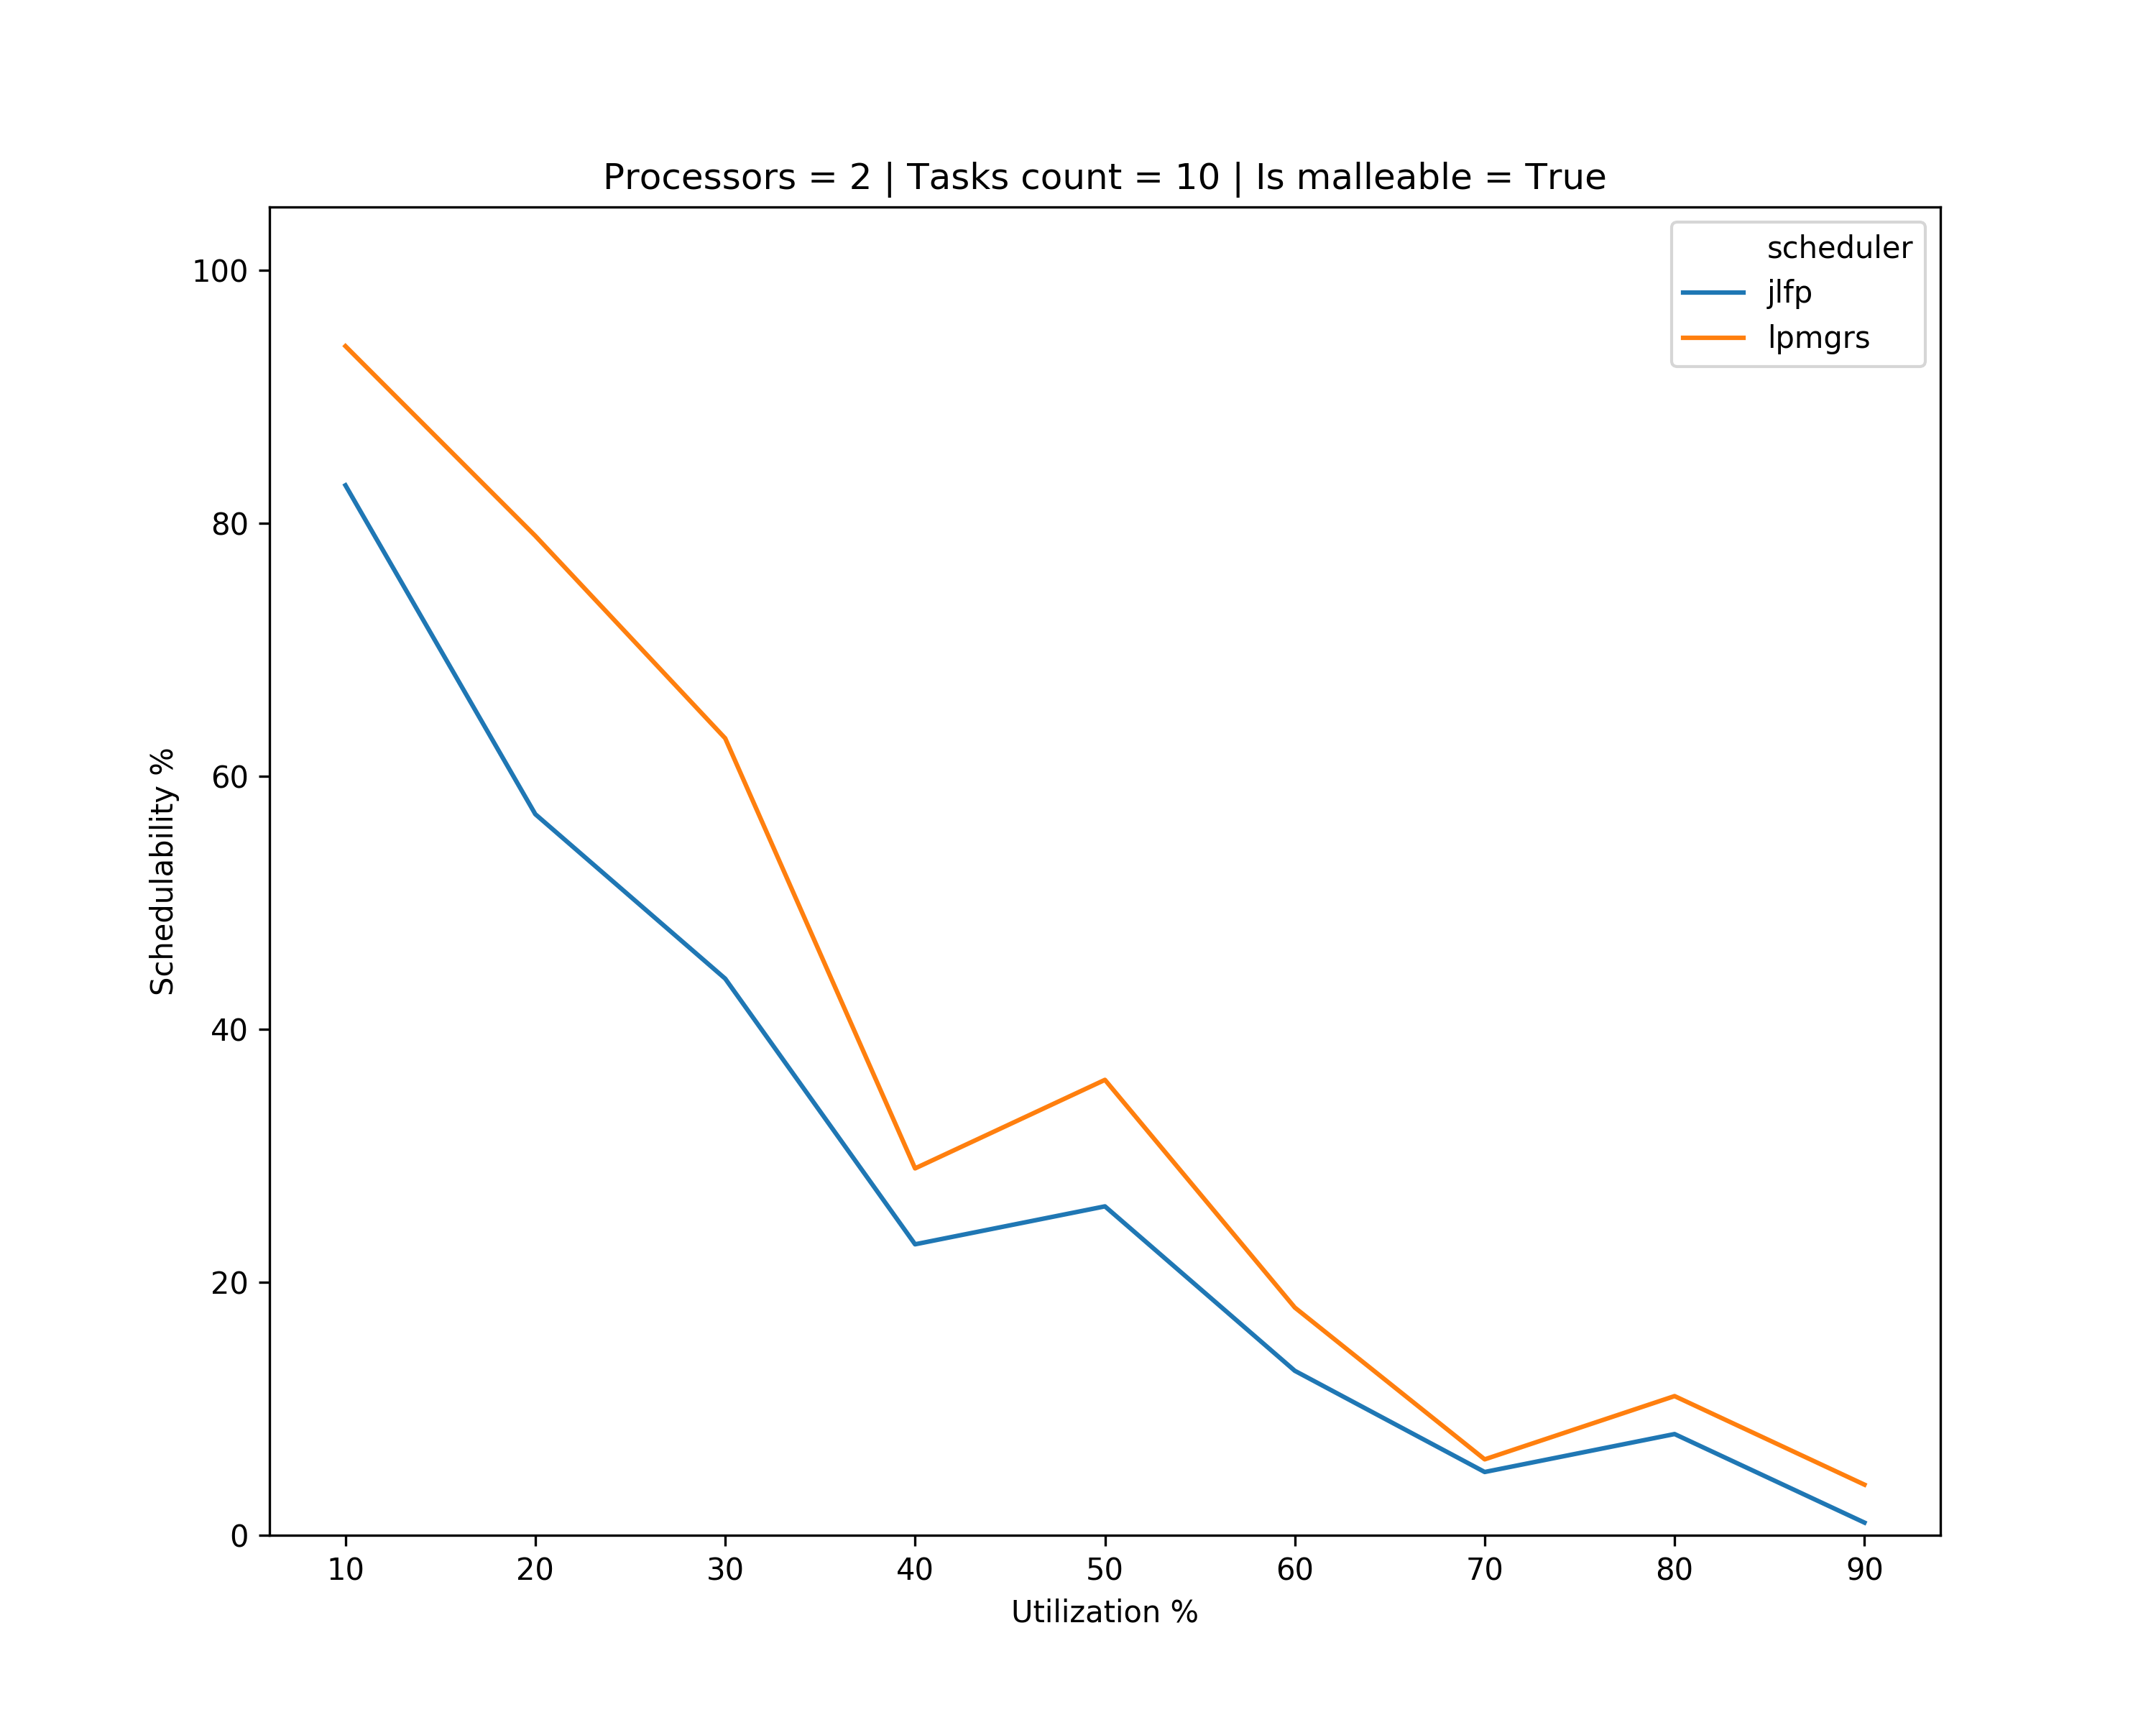 Processors = 2 | Tasks count = 10 | Is malleable = True
scheduler
jlfp
lpmgrs
Schedulability %
100
80
60
40
20
0
10 20 30 40 50 60 70 80 90
Utilization %